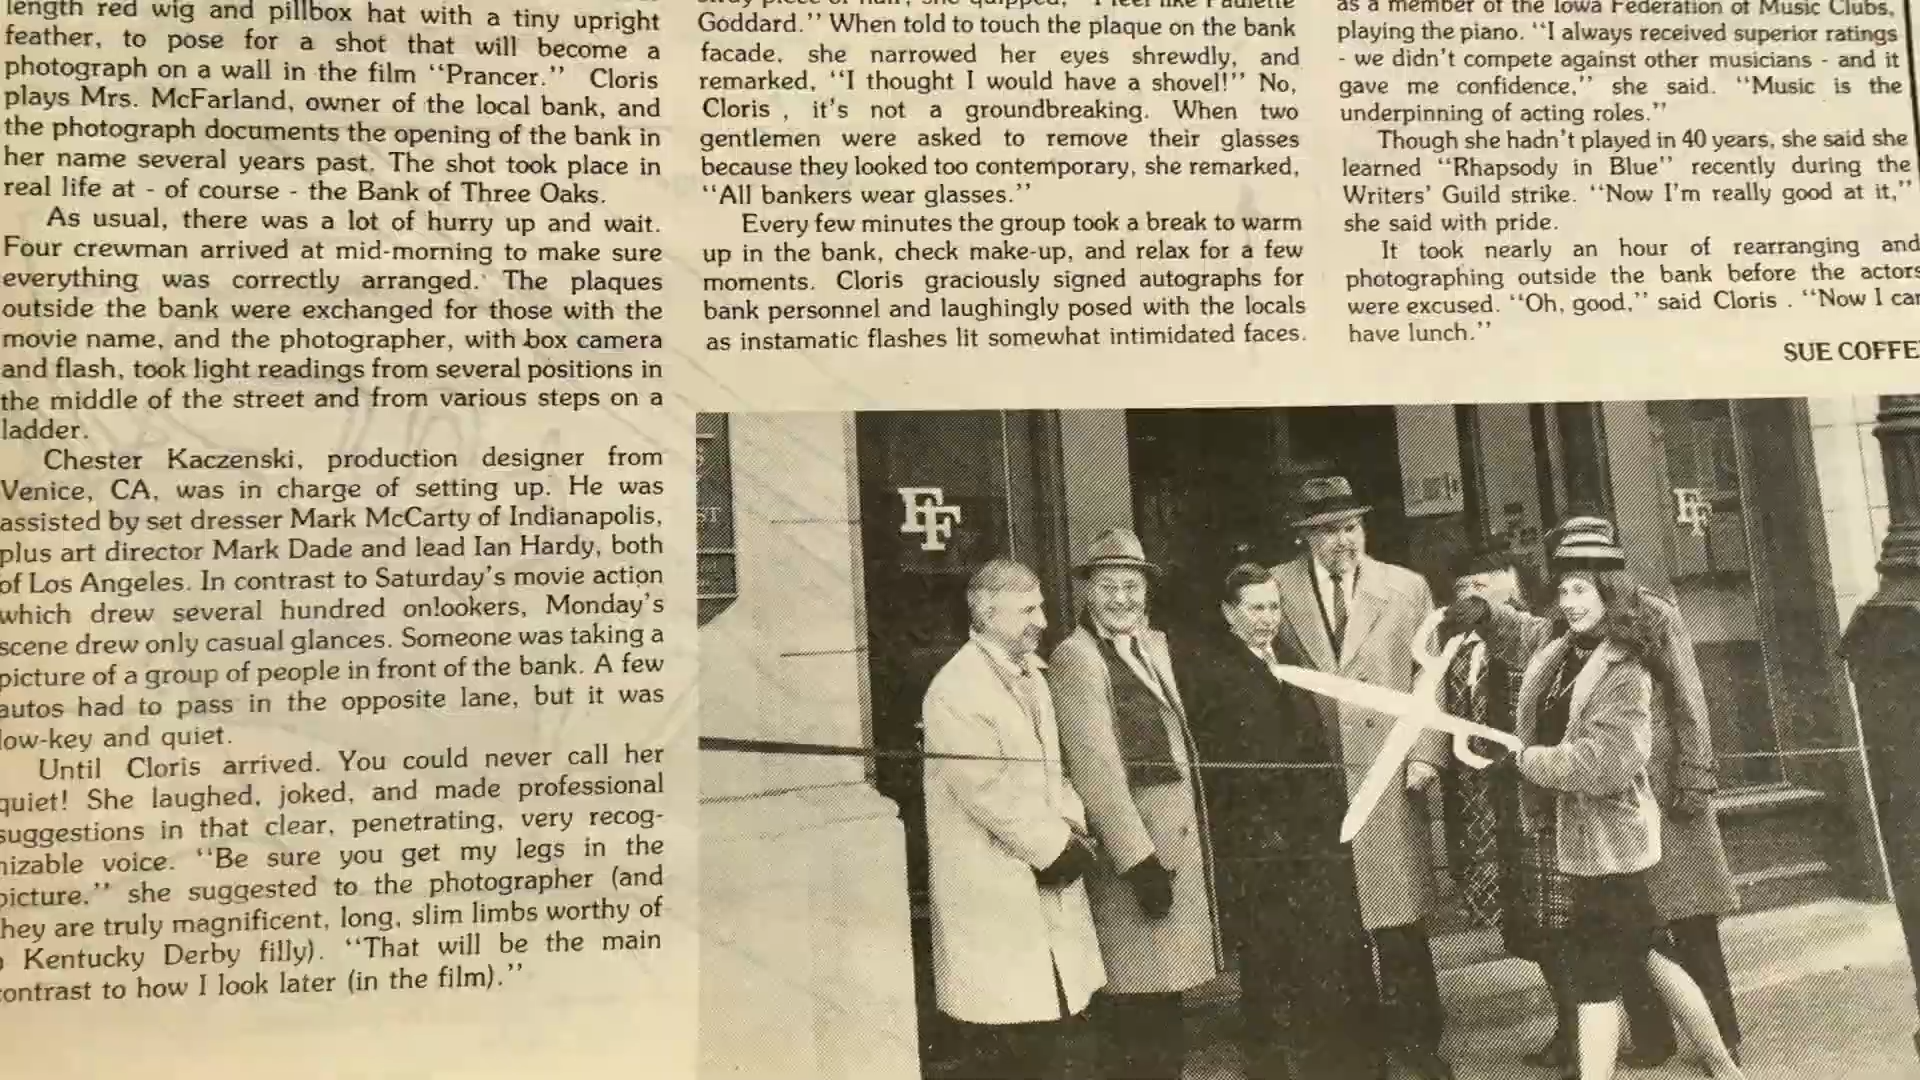 length red wig and pillbox hat with a tiny upright
feather, to pose for a shot that will become a
photograph on a wall in the film “Prancer.” Cloris
plays Mrs. McFarland, owner of the local bank, and
the photograph documents the opening of the bank in
her name several years past. The shot took place in
real life at - of course - the Bank of Three Oaks.
As usual, there was a lot of hurry up and wait.
Four crewman arrived at mid-morning to make sure
everything was correctly arranged. The plaques
outside the bank were exchanged for those with the
movie name, and the photographer, with box camera
and flash, took light readings from several positions in
the middle of the street and from various steps on a
ladder.
Chester Kaczenski, production designer from
Venice, CA, was in charge of setting up. He was
assisted by set dresser Mark McCarty of Indianapolis,
plus art director Mark Dade and lead Ian Hardy, both
of Los Angeles. In contrast to Saturday's movie action
which drew several hundred onlookers, Monday's
scene drew only casual glances. Someone was taking a
picture of a group of people in front of the bank. A few
autos had to pass in the opposite lane, but it was
low-key and quiet.
Until Cloris arrived. You could never call her
quiet! She laughed, joked, and made professional
suggestions in that clear, penetrating, very recog-
nizable voice. “Be sure you get my legs in the
picture,” she suggested to the photographer (and
they are truly magnificent, long, slim limbs worthy of
Kentucky Derby filly). “That will be the main
contrast to how I look later (in the film).”
Goddard.” When told to touch the plaque on the bank
facade, she narrowed her eyes shrewdly, and
remarked, “I thought I would have a shovel!” No,
Cloris , it's not a groundbreaking. When two
gentlemen were asked to remove their glasses
because they looked too contemporary, she remarked,
“All bankers wear glasses.”
Every few minutes the group took a break to warm
up in the bank, check make-up, and relax for a few
moments. Cloris graciously signed autographs for
bank personnel and laughingly posed with the locals
as instamatic flashes lit somewhat intimidated faces.
as a member of the Iowa Federation of Music Clubs,
playing the piano. “I always received superior ratings
- we didn't compete against other musicians - and it
gave me confidence,” she said. “Music is the
underpinning of acting roles.”
Though she hadn't played in 40 years, she said she
learned “Rhapsody in Blue” recently during the
Writers' Guild strike. “Now I'm really good at it,”
she said with pride.
It took nearly an hour of rearranging and
photographing outside the bank before the actors
were excused. “Oh, good,” said Cloris . “Now I can
have lunch.”
SUE COFFE